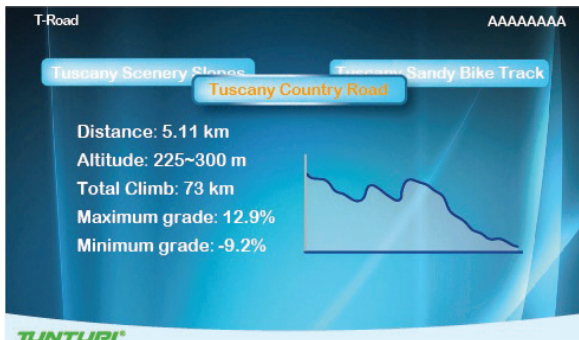 T-Road
AAAAAAAA
Tuscany Scenery Slopes
Tuscany Sandy Bike Track
Tuscany Country Road
Distance: 5.11 km
Altitude: 225~300 m
Total Climb: 73 km
Maximum grade: 12.9%
Minimum grade: -9.2%
TUNTURI®